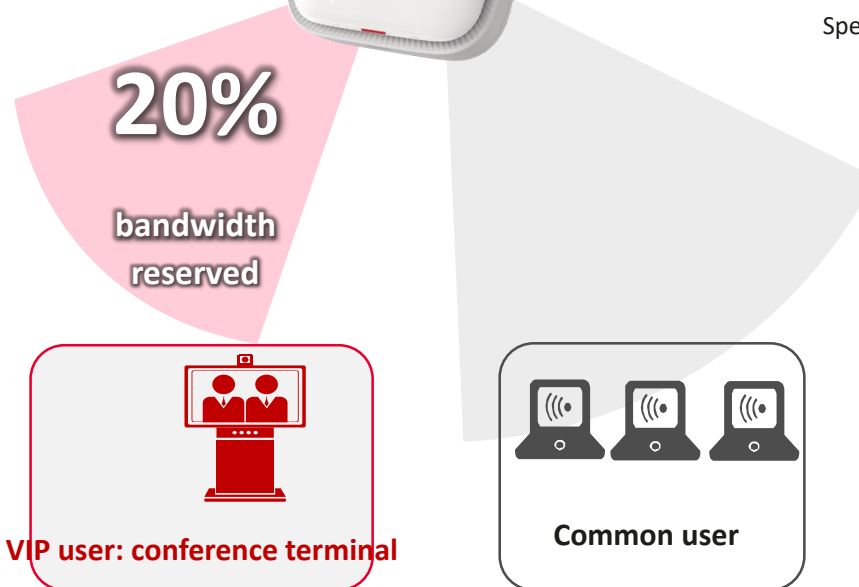 Spe
20%
bandwidth
reserved
VIP user: conference terminal
Common user